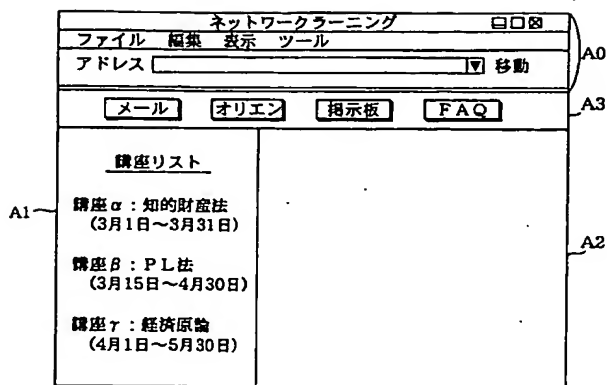 ネットワークラーニング
ファイル 編集 表示 ツール
アドレス 移動
A0
メール オリエン 掲示板 FAQ
A3
講座リスト
講座α:知的財産法
(3月1日～3月31日)
A1
A2
講座β:PL法
(3月15日～4月30日)
講座γ:経済原論
(4月1日～5月30日)